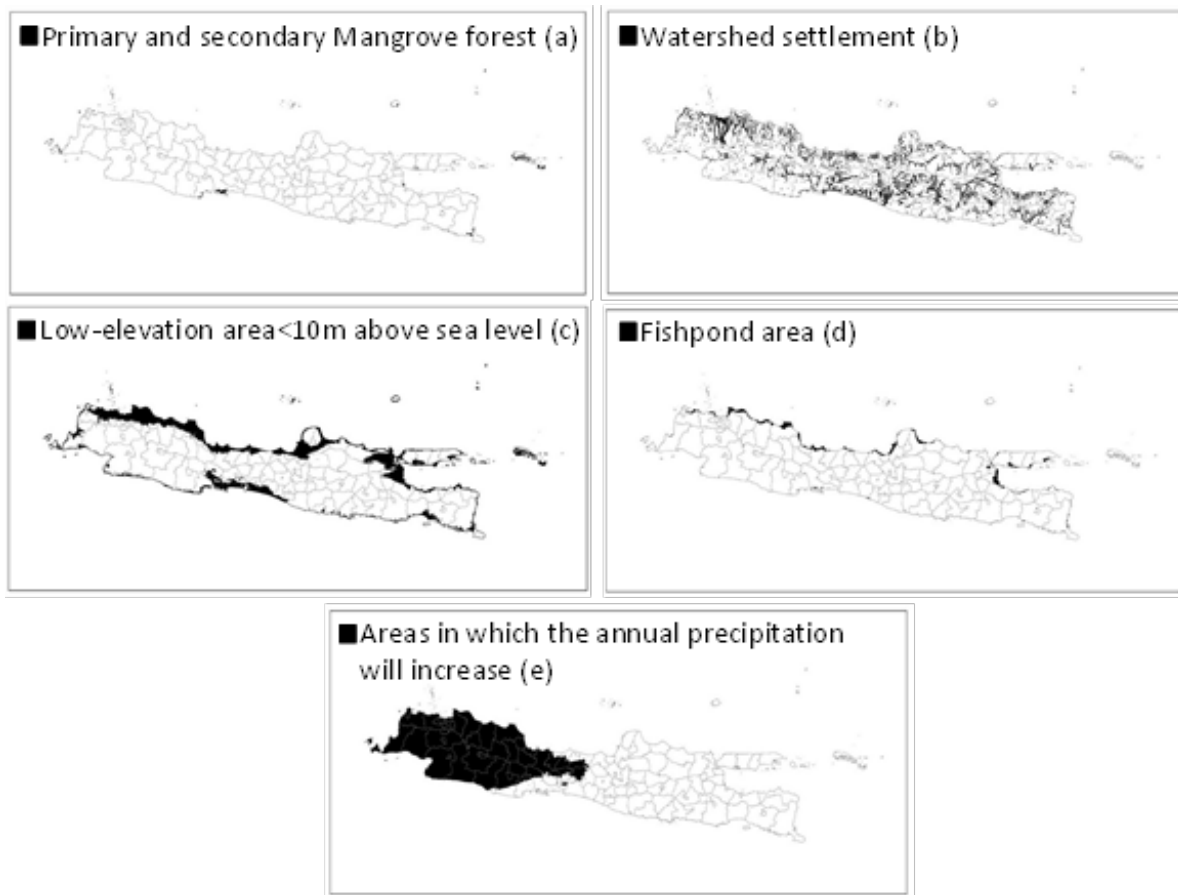 Primary and secondary Mangrove forest (a)
Watershed settlement (b)
Low-elevation area<10m above sea level (c)
Fishpond area (d)
Areas in which the annual precipitation
will increase (e)